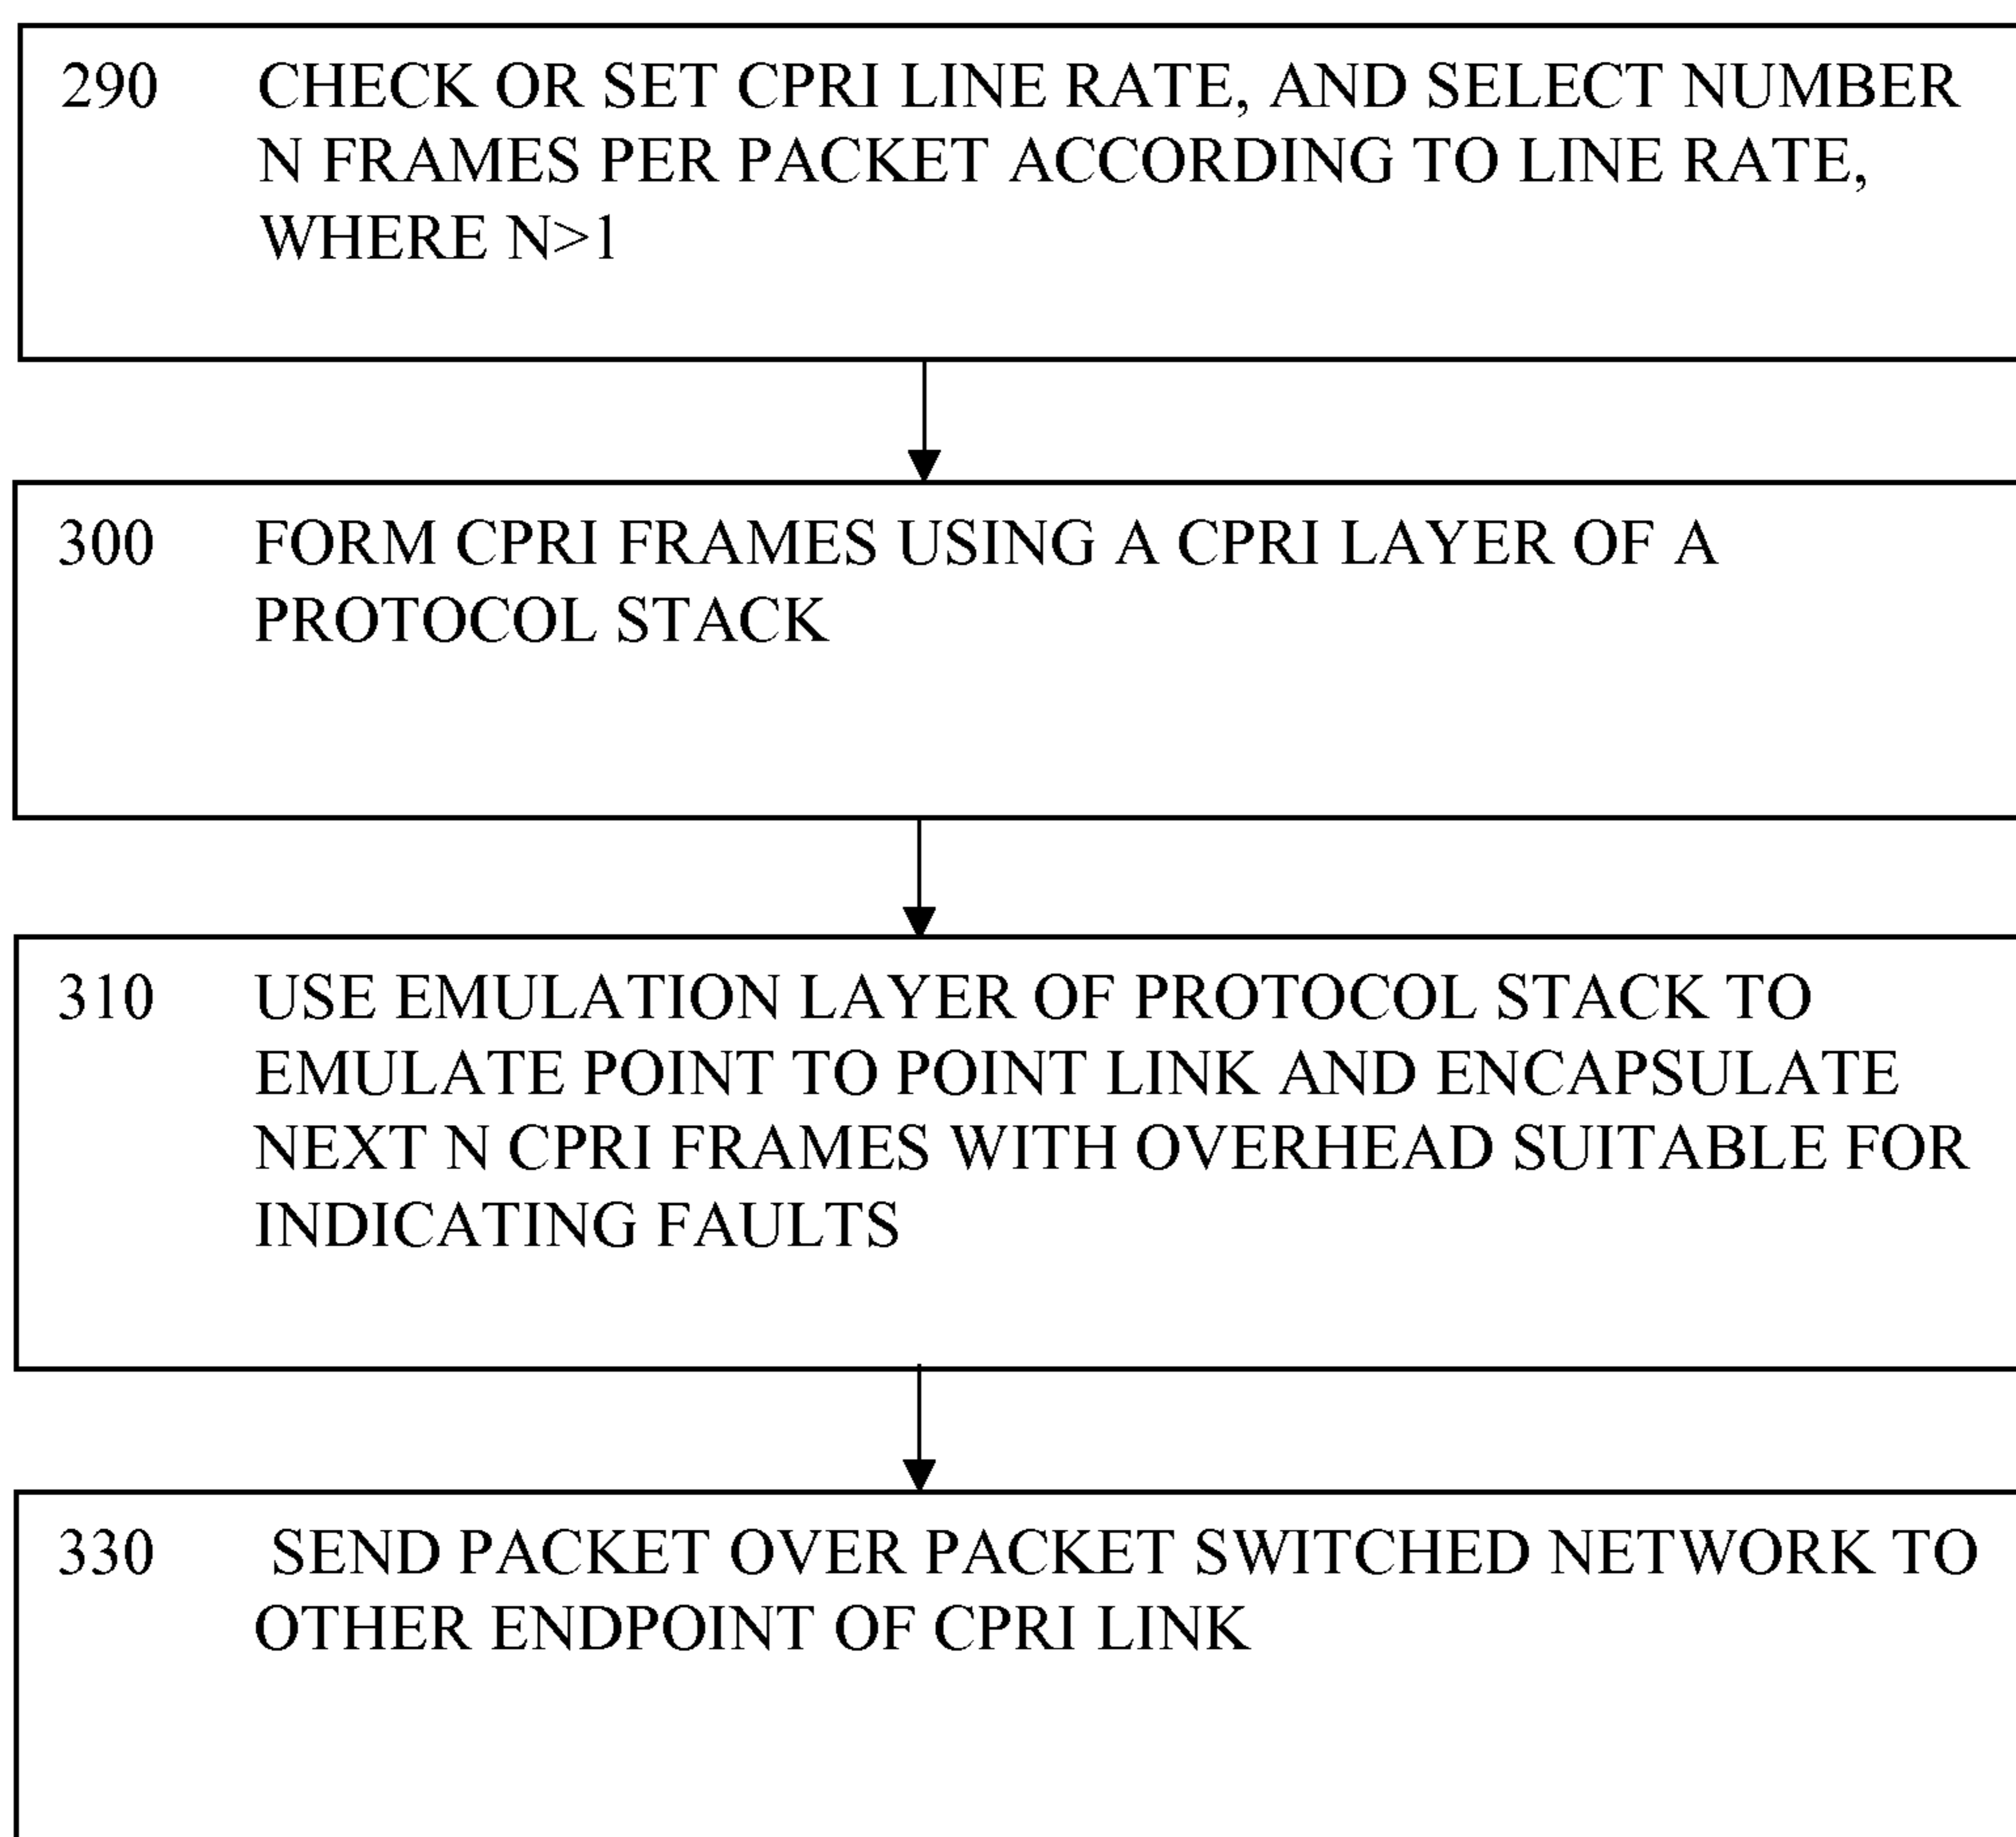 290 CHECK OR SET CPRI LINE RATE, AND SELECT NUMBER
N FRAMES PER PACKET ACCORDING TO LINE RATE,
WHERE N>1
300 FORM CPRI FRAMES USING A CPRI LAYER OF A
PROTOCOL STACK
310 USE EMULATION LAYER OF PROTOCOL STACK TO
EMULATE POINT TO POINT LINK AND ENCAPSULATE
NEXT N CPRI FRAMES WITH OVERHEAD SUITABLE FOR
INDICATING FAULTS
330 SEND PACKET OVER PACKET SWITCHED NETWORK TO
OTHER ENDPOINT OF CPRI LINK